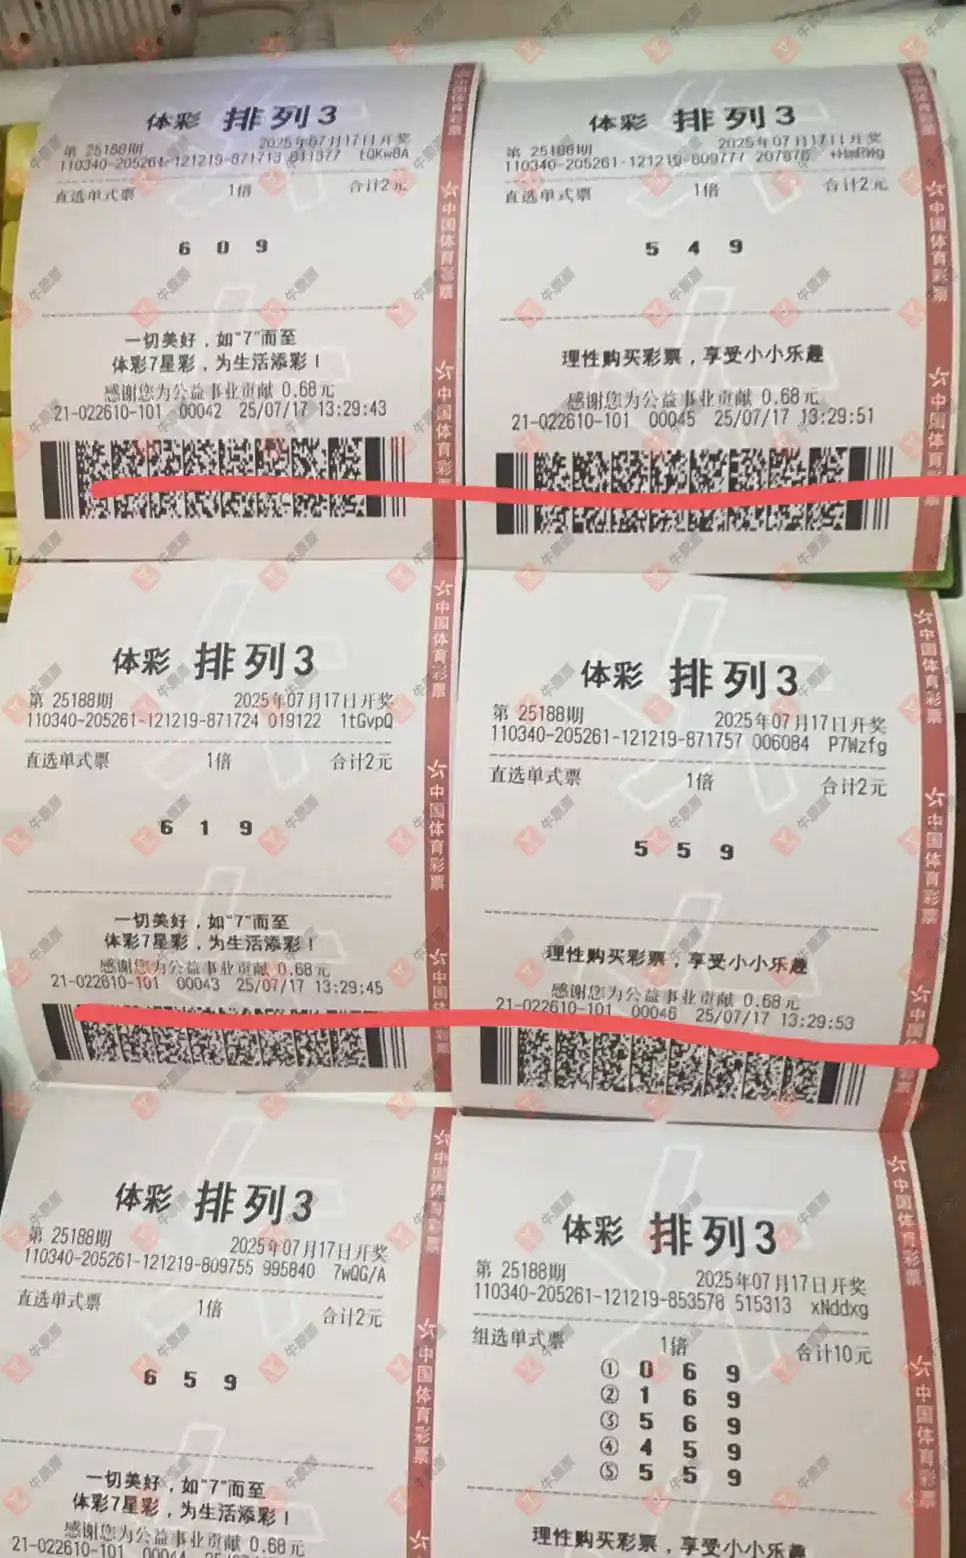 体彩 排列3
第 25188期 2025年07月17日开奖
110340-205261-121219-871713 811377 tQKw8A
直选单式票 1倍 合计2元
6 0 9
一切美好，如“7”而至
体彩7星彩，为生活添彩！
感谢您为公益事业贡献 0.68元
21-022610-101 00042 25/07/17 13:29:43
体彩 排列3
第 25188期 2025年07月17日开奖
110340-205261-121219-809777 207876
直选单式票 1倍 合计2元
5 4 9
理性购买彩票，享受小小乐趣
感谢您为公益事业贡献 0.68元
21-022610-101 00045 25/07/17 13:29:51
体彩 排列3
第 25188期 2025年07月17日开奖
110340-205261-121219-871724 019122 1tGvpQ
直选单式票 1倍 合计2元
6 1 9
一切美好，如“7”而至
体彩7星彩，为生活添彩！
感谢您为公益事业贡献 0.68元
21-022610-101 00043 25/07/17 13:29:45
体彩 排列3
第 25188期 2025年07月17日开奖
110340-205261-121219-871757 006084 P7Wzfg
直选单式票 1倍 合计2元
5 5 9
理性购买彩票，享受小小乐趣
感谢您为公益事业贡献 0.68元
21-022610-101 00046 25/07/17 13:29:53
体彩 排列3
第 25188期 2025年07月17日开奖
110340-205261-121219-809755 995840 7wQG/A
直选单式票 1倍 合计2元
6 5 9
一切美好，如“7”而至
体彩7星彩，为生活添彩！
感谢您为公益事业贡献 0.68元
21-022610-101 00044
体彩 排列3
第 25188期 2025年07月17日开奖
110340-205261-121219-853578 515313 xNddxg
组选单式票 1倍 合计10元
① 0 6 9
② 1 6 9
③ 5 6 9
④ 4 5 9
⑤ 5 5 9
理性购买彩票，享受小小乐趣
中国体育彩票